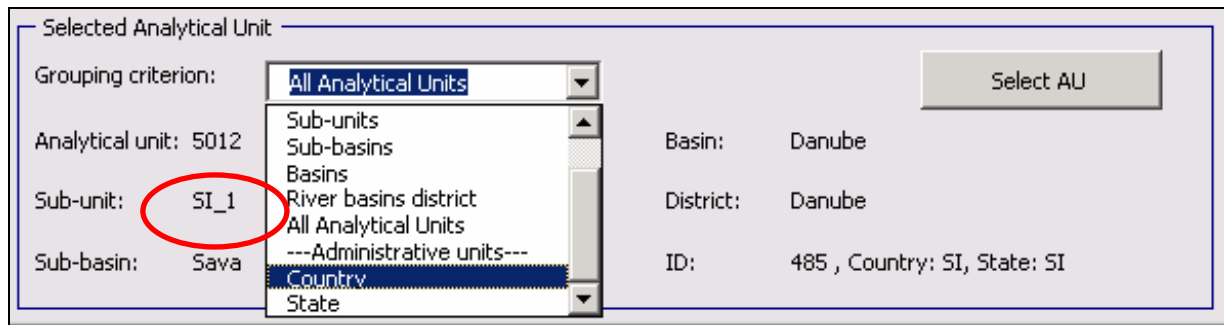 Selected Analytical Unit
Grouping criterion: All Analytical Units Select AU
Sub-units
Analytical unit: 5012 Sub-basins Basin: Danube
Basins
Sub-unit: SI_1 River basins district District: Danube
All Analytical Units
---Administrative units---
Sub-basin: Sava Country ID: 485 , Country: SI, State: SI
State